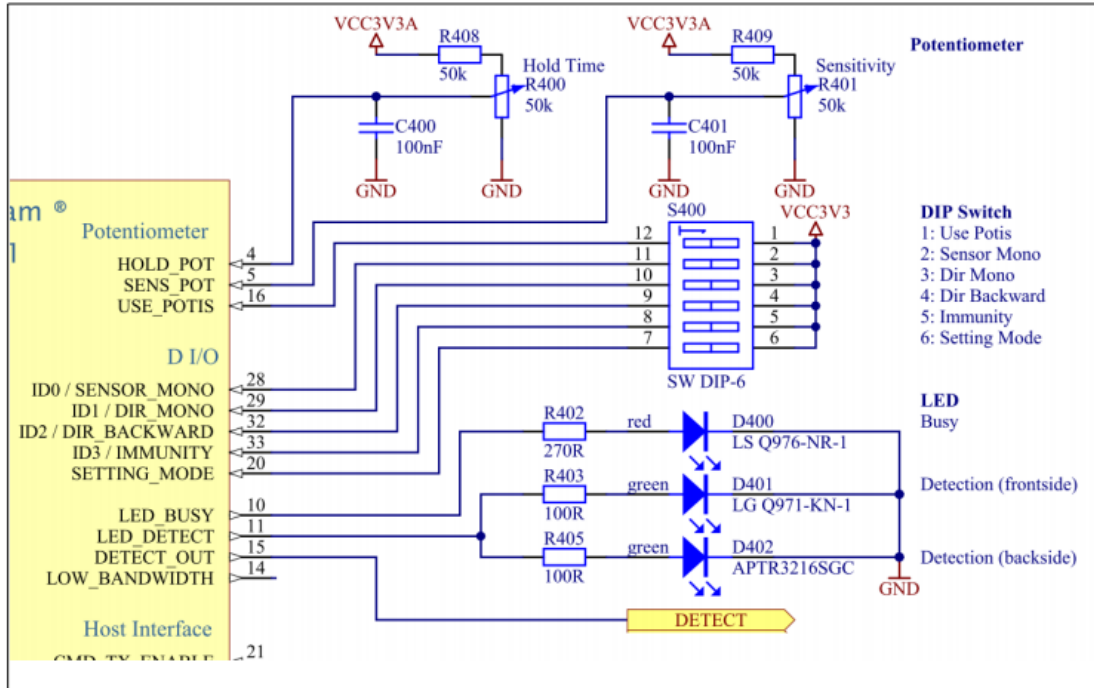 VCC3V3A
R408
50k
Hold Time
R400
50k
C400
100nF
GND
GND
VCC3V3A
R409
50k
Sensitivity
R401
50k
C401
100nF
GND
GND
Potentiometer
am ®
Potentiometer
HOLD_POT 4
SENS_POT 5
USE_POTIS 16
D I/O
ID0 / SENSOR_MONO 28
ID1 / DIR_MONO 29
ID2 / DIR_BACKWARD 32
ID3 / IMMUNITY 33
SETTING_MODE 20
LED_BUSY 10
LED_DETECT 11
DETECT_OUT 15
LOW_BANDWIDTH 14
Host Interface
21
S400
VCC3V3
12 1
11 2
10 3
9 4
8 5
7 6
SW DIP-6
DIP Switch
1: Use Potis
2: Sensor Mono
3: Dir Mono
4: Dir Backward
5: Immunity
6: Setting Mode
LED
Busy
R402
270R
red
D400
LS Q976-NR-1
R403
100R
green
D401
LG Q971-KN-1
Detection (frontside)
R405
100R
green
D402
APTR3216SGC
Detection (backside)
GND
DETECT